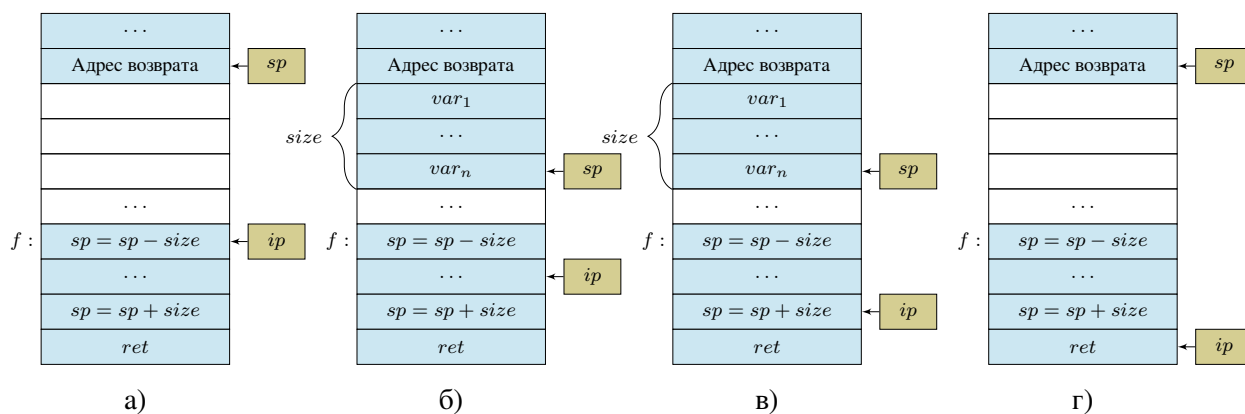 ...
Адрес возврата
sp
...
f :
sp = sp − size
ip
...
sp = sp + size
ret
а)
...
Адрес возврата
var₁
...
size
varₙ
sp
...
f :
sp = sp − size
...
ip
sp = sp + size
ret
б)
...
Адрес возврата
var₁
...
size
varₙ
sp
...
f :
sp = sp − size
...
sp = sp + size
ip
ret
в)
...
Адрес возврата
sp
...
f :
sp = sp − size
...
sp = sp + size
ret
ip
г)